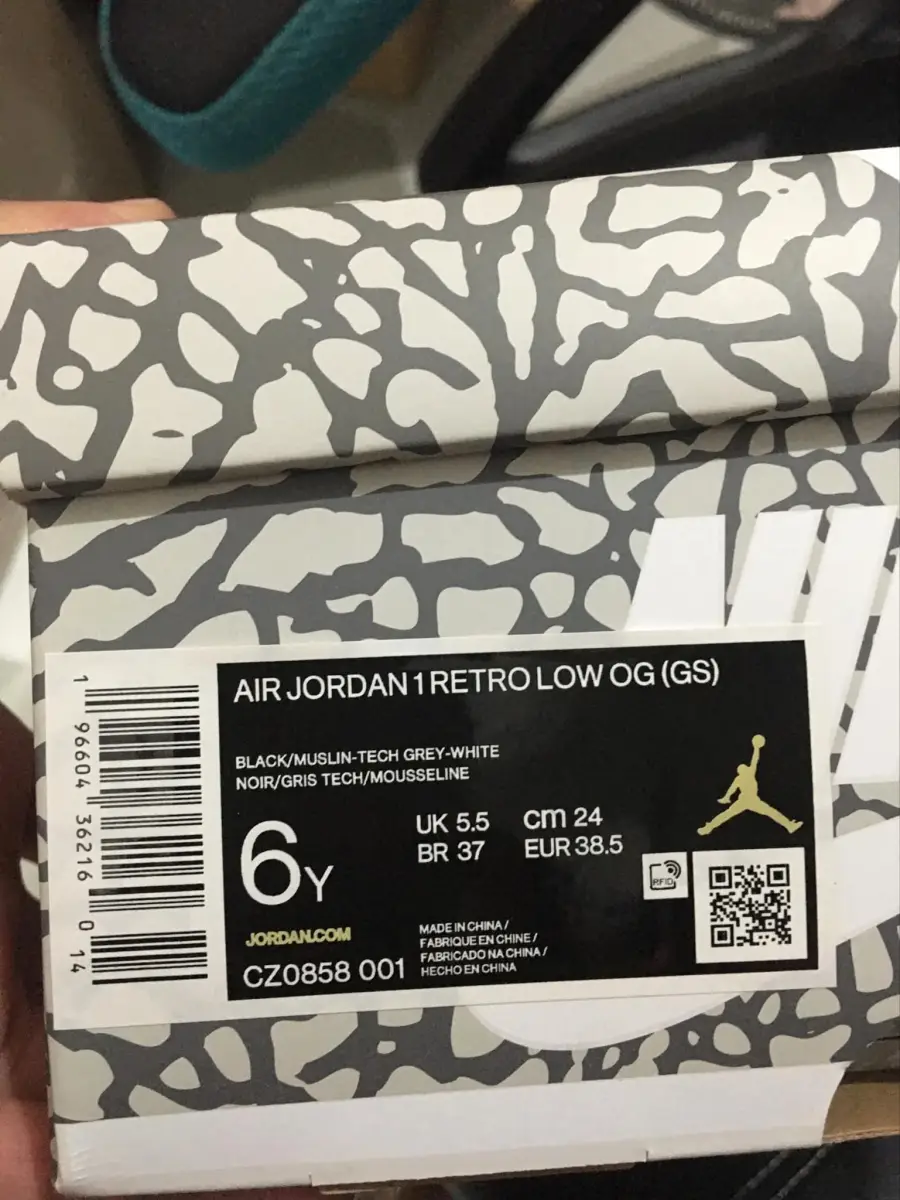 AIR JORDAN 1 RETRO LOW OG (GS)
BLACK/MUSLIN-TECH GREY-WHITE
NOIR/GRIS TECH/MOUSSELINE
6Y
UK 5.5
cm 24
BR 37
EUR 38.5
RFID
JORDAN.COM
CZ0858 001
MADE IN CHINA /
FABRIQUE EN CHINE /
FABRICADO NA CHINA /
HECHO EN CHINA
1 96604 36216 0 14